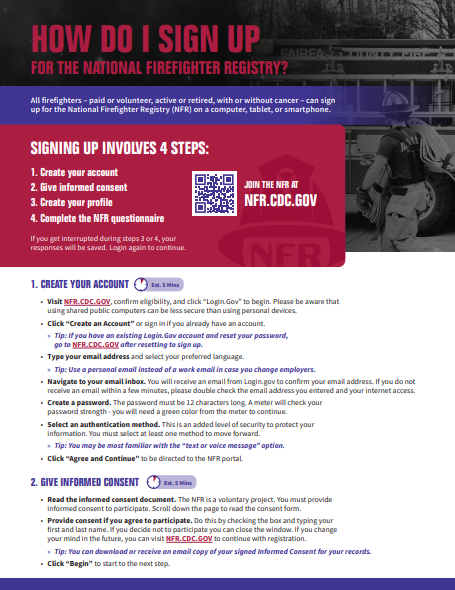 HOW DO I SIGN UP
FOR THE NATIONAL FIREFIGHTER REGISTRY?
FAIRFAX COUNTY FIRE
All firefighters – paid or volunteer, active or retired, with or without cancer – can sign
up for the National Firefighter Registry (NFR) on a computer, tablet, or smartphone.
SIGNING UP INVOLVES 4 STEPS:
1. Create your account
2. Give informed consent
3. Create your profile
4. Complete the NFR questionnaire
If you get interrupted during steps 3 or 4, your
responses will be saved. Login again to continue.
JOIN THE NFR AT
NFR.CDC.GOV
NFR
1. CREATE YOUR ACCOUNT
Est. 5 Mins
• Visit NFR.CDC.GOV, confirm eligibility, and click “Login.Gov” to begin. Please be aware that
using shared public computers can be less secure than using personal devices.
• Click “Create an Account” or sign in if you already have an account.
» Tip: If you have an existing Login.Gov account and reset your password,
go to NFR.CDC.GOV after resetting to sign up.
• Type your email address and select your preferred language.
» Tip: Use a personal email instead of a work email in case you change employers.
• Navigate to your email inbox. You will receive an email from Login.gov to confirm your email address. If you do not
receive an email within a few minutes, please double check the email address you entered and your internet access.
• Create a password. The password must be 12 characters long. A meter will check your
password strength - you will need a green color from the meter to continue.
• Select an authentication method. This is an added level of security to protect your
information. You must select at least one method to move forward.
» Tip: You may be most familiar with the “text or voice message” option.
• Click “Agree and Continue” to be directed to the NFR portal.
2. GIVE INFORMED CONSENT
Est. 5 Mins
• Read the informed consent document. The NFR is a voluntary project. You must provide
informed consent to participate. Scroll down the page to read the consent form.
• Provide consent if you agree to participate. Do this by checking the box and typing your
first and last name. If you decide not to participate you can close the window. If you change
your mind in the future, you can visit NFR.CDC.GOV to continue with registration.
» Tip: You can download or receive an email copy of your signed Informed Consent for your records.
• Click “Begin” to start to the next step.